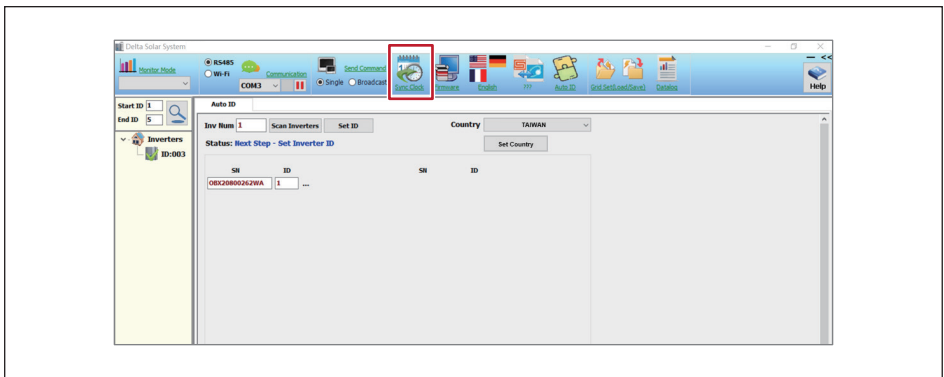 Delta Solar System
Monitor Mode
RS485
Wi-Fi
COM3
Communication
Send Command
Single Broadcast
Sync Clock
Firmware
English
Auto ID
Grid Set(Load/Save)
Datalog
<<
Help
Start ID 1
End ID 5
Inverters
ID:003
Auto ID
Inv Num 1 Scan Inverters Set ID Country TAIWAN
Status: Next Step - Set Inverter ID Set Country
SN ID SN ID
OBX20800262WA 1 ...